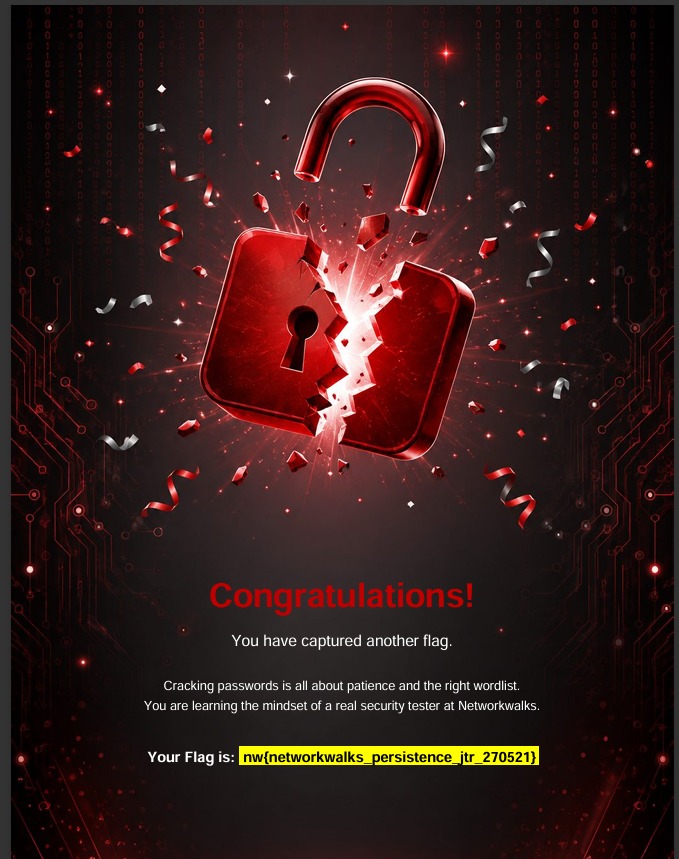 Congratulations!
You have captured another flag.
Cracking passwords is all about patience and the right wordlist.
You are learning the mindset of a real security tester at Networkwalks.
Your Flag is: nw{networkwalks_persistence_jtr_270521}